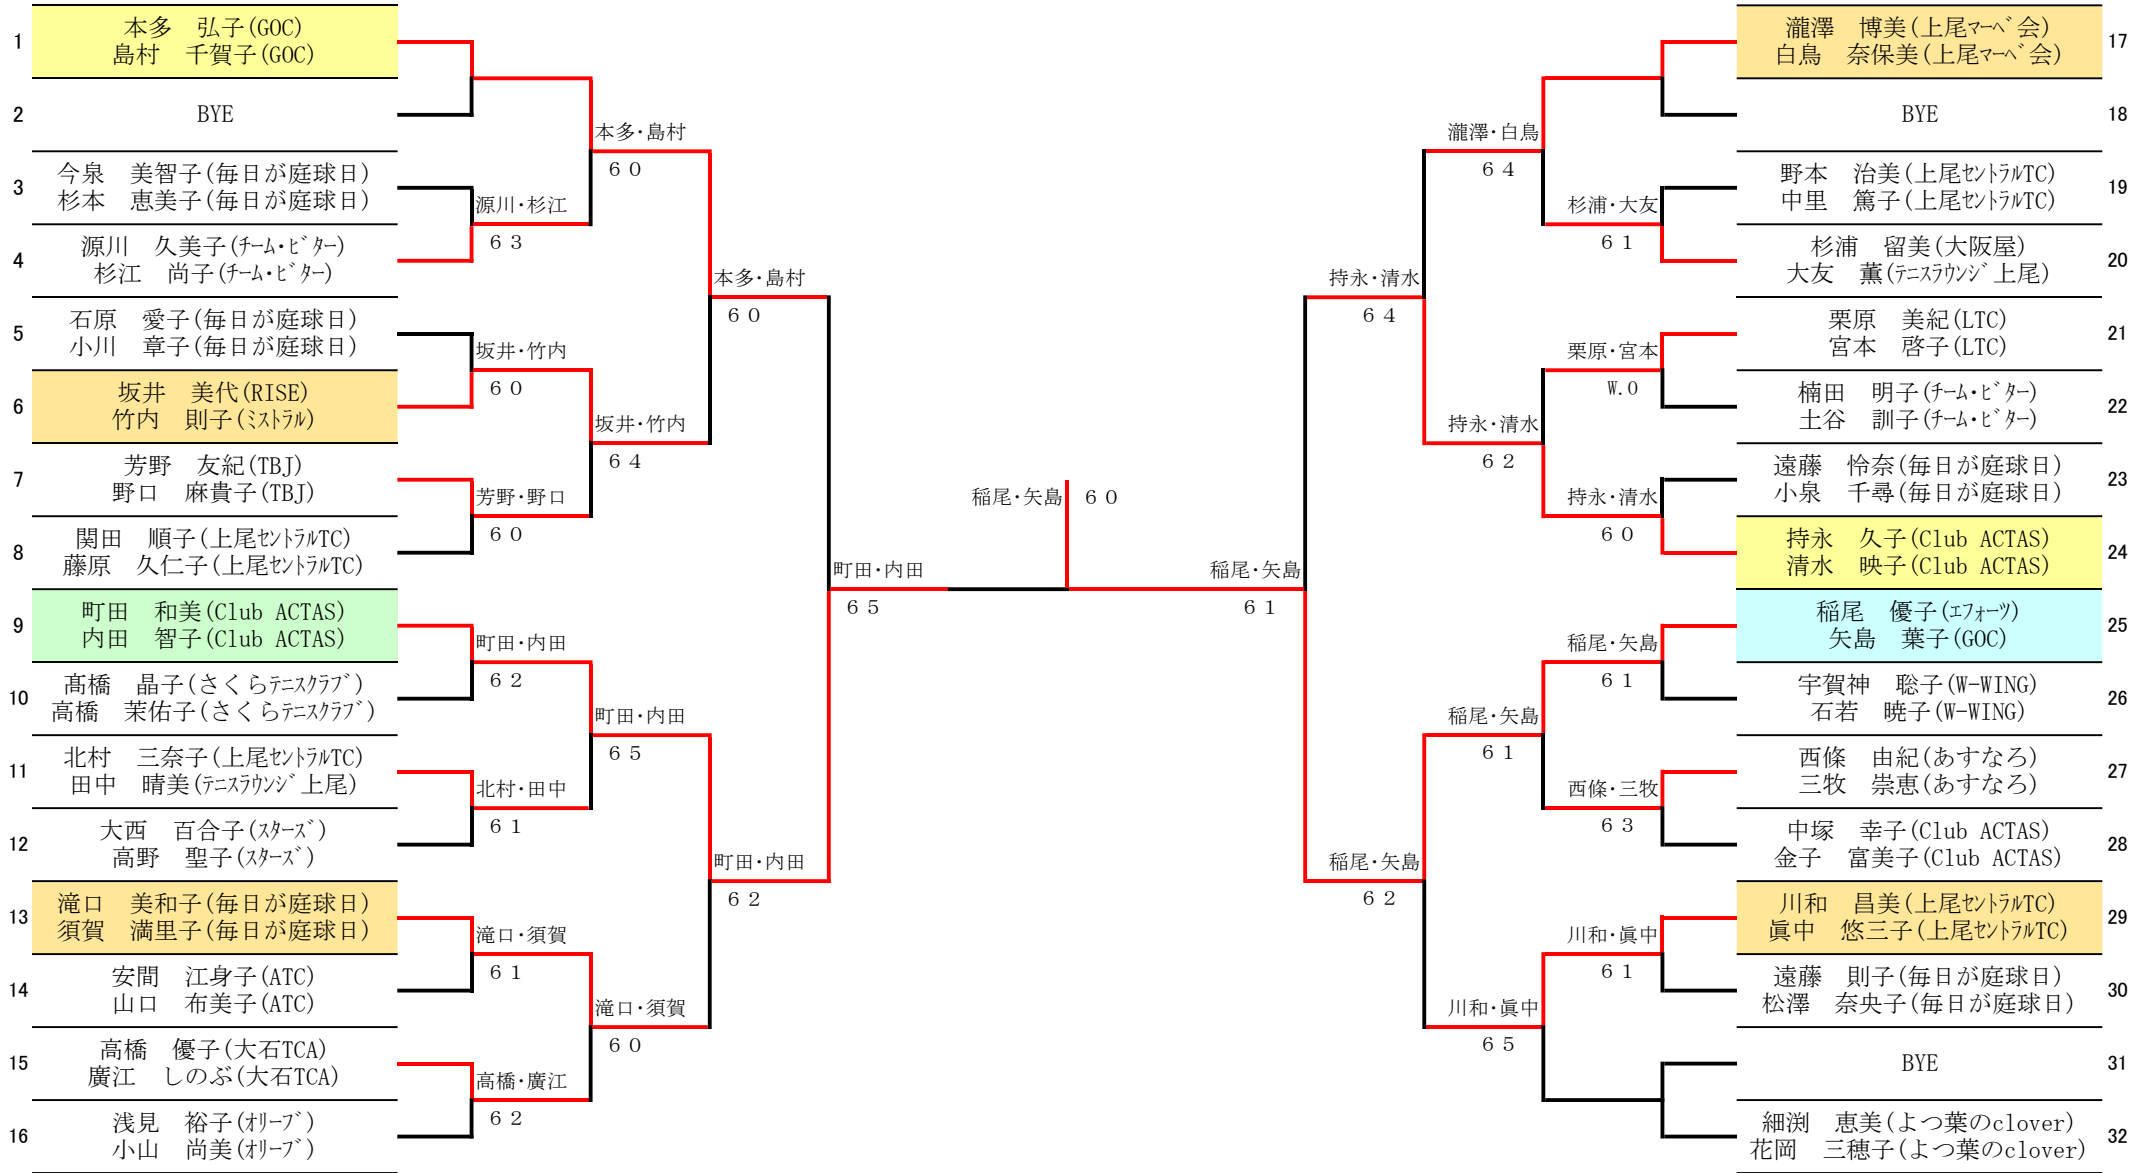 1
本多　弘子(GOC)
島村　千賀子(GOC)
2
BYE
3
今泉　美智子(毎日が庭球日)
杉本　恵美子(毎日が庭球日)
4
源川　久美子(ﾁｰﾑ・ﾋﾞﾀｰ)
杉江　尚子(ﾁｰﾑ・ﾋﾞﾀｰ)
5
石原　愛子(毎日が庭球日)
小川　章子(毎日が庭球日)
6
坂井　美代(RISE)
竹内　則子(ﾐｽﾄﾗﾙ)
7
芳野　友紀(TBJ)
野口　麻貴子(TBJ)
8
関田　順子(上尾ｾﾝﾄﾗﾙTC)
藤原　久仁子(上尾ｾﾝﾄﾗﾙTC)
9
町田　和美(Club ACTAS)
内田　智子(Club ACTAS)
10
髙橋　晶子(さくらﾃﾆｽｸﾗﾌﾞ)
高橋　茉佑子(さくらﾃﾆｽｸﾗﾌﾞ)
11
北村　三奈子(上尾ｾﾝﾄﾗﾙTC)
田中　晴美(ﾃﾆｽﾗｳﾝｼﾞ上尾)
12
大西　百合子(ｽﾀｰｽﾞ)
高野　聖子(ｽﾀｰｽﾞ)
13
滝口　美和子(毎日が庭球日)
須賀　満里子(毎日が庭球日)
14
安間　江身子(ATC)
山口　布美子(ATC)
15
高橋　優子(大石TCA)
廣江　しのぶ(大石TCA)
16
浅見　裕子(ｵﾘｰﾌﾞ)
小山　尚美(ｵﾘｰﾌﾞ)
源川・杉江
６３
坂井・竹内
６０
芳野・野口
６０
町田・内田
６２
北村・田中
６１
滝口・須賀
６１
高橋・廣江
６２
本多・島村
６０
坂井・竹内
６４
町田・内田
６５
滝口・須賀
６０
本多・島村
６０
町田・内田
６２
町田・内田
６５
稲尾・矢島
６０
稲尾・矢島
６１
持永・清水
６４
稲尾・矢島
６２
瀧澤・白鳥
６４
持永・清水
６２
稲尾・矢島
６１
川和・眞中
６５
杉浦・大友
６１
栗原・宮本
W.O
持永・清水
６０
稲尾・矢島
６１
西條・三牧
６３
川和・眞中
６１
瀧澤　博美(上尾ﾏｰﾍﾞ会)
白鳥　奈保美(上尾ﾏｰﾍﾞ会)
17
BYE
18
野本　治美(上尾ｾﾝﾄﾗﾙTC)
中里　篤子(上尾ｾﾝﾄﾗﾙTC)
19
杉浦　留美(大阪屋)
大友　薫(ﾃﾆｽﾗｳﾝｼﾞ上尾)
20
栗原　美紀(LTC)
宮本　啓子(LTC)
21
楠田　明子(ﾁｰﾑ・ﾋﾞﾀｰ)
土谷　訓子(ﾁｰﾑ・ﾋﾞﾀｰ)
22
遠藤　怜奈(毎日が庭球日)
小泉　千尋(毎日が庭球日)
23
持永　久子(Club ACTAS)
清水　映子(Club ACTAS)
24
稲尾　優子(ｴﾌｫｰﾂ)
矢島　葉子(GOC)
25
宇賀神　聡子(W-WING)
石若　暁子(W-WING)
26
西條　由紀(あすなろ)
三牧　崇恵(あすなろ)
27
中塚　幸子(Club ACTAS)
金子　富美子(Club ACTAS)
28
川和　昌美(上尾ｾﾝﾄﾗﾙTC)
眞中　悠三子(上尾ｾﾝﾄﾗﾙTC)
29
遠藤　則子(毎日が庭球日)
松澤　奈央子(毎日が庭球日)
30
BYE
31
細渕　恵美(よつ葉のclover)
花岡　三穂子(よつ葉のclover)
32